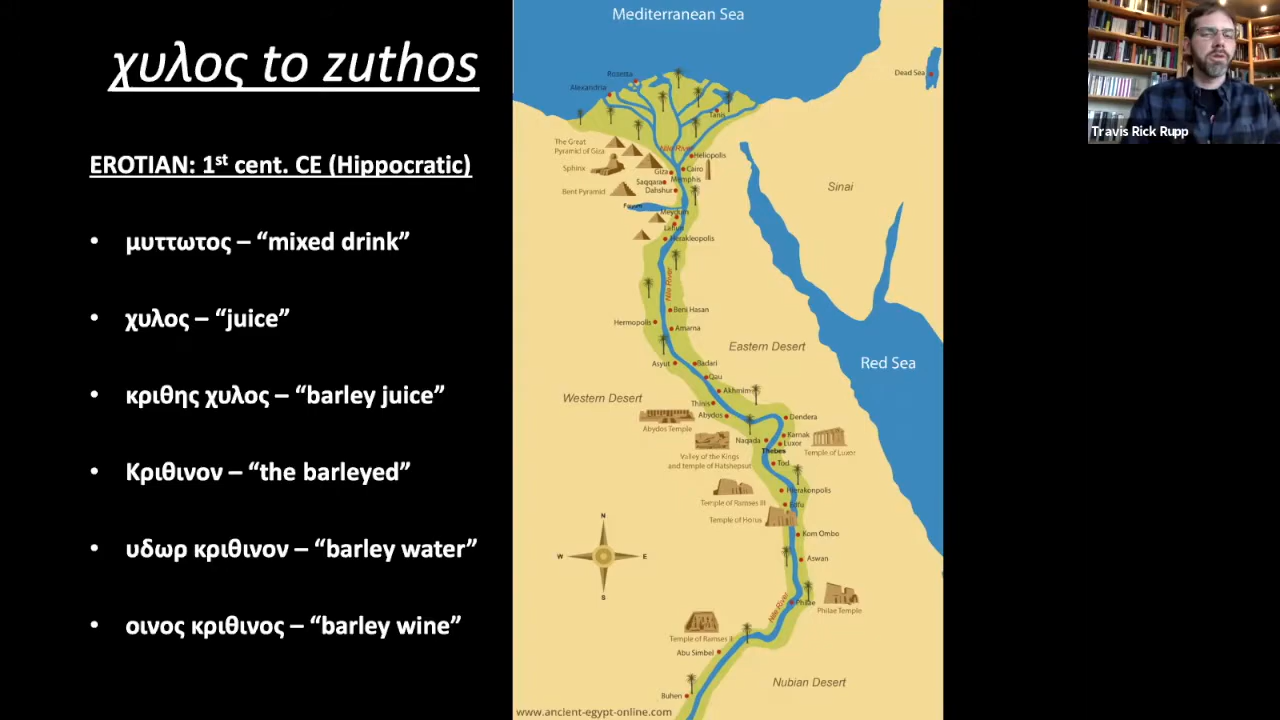 χυλος to zuthos
EROTIAN: 1st cent. CE (Hippocratic)
• μυττωτος – “mixed drink”
• χυλος – “juice”
• κριθης χυλος – “barley juice”
• Κριθινον – “the barleyed”
• υδωρ κριθινον – “barley water”
• οινος κριθινος – “barley wine”
Mediterranean Sea
Dead Sea
Rosetta
Alexandria
Tanis
The Great
Pyramid of Giza
Nile River
Heliopolis
Sphinx
Giza
Cairo
Saqqara
Memphis
Bent Pyramid
Dahshur
Sinai
Meydum
Herakleopolis
Nile River
Beni Hasan
Hermopolis
Amarna
Eastern Desert
Red Sea
Asyut
Badari
Qau
Akhmim
Western Desert
Thinis
Abydos
Dendera
Abydos Temple
Karnak
Naqada
Luxor
Thebes
Temple of Luxor
Valley of the Kings
and temple of Hatshepsut
Tod
Hierakonpolis
Temple of Ramses III
Edfu
Temple of Horus
Kom Ombo
N
W
E
S
Aswan
Nile River
Philae
Philae Temple
Temple of Ramses II
Abu Simbel
Nubian Desert
Buhen
www.ancient-egypt-online.com
Travis Rick Rupp